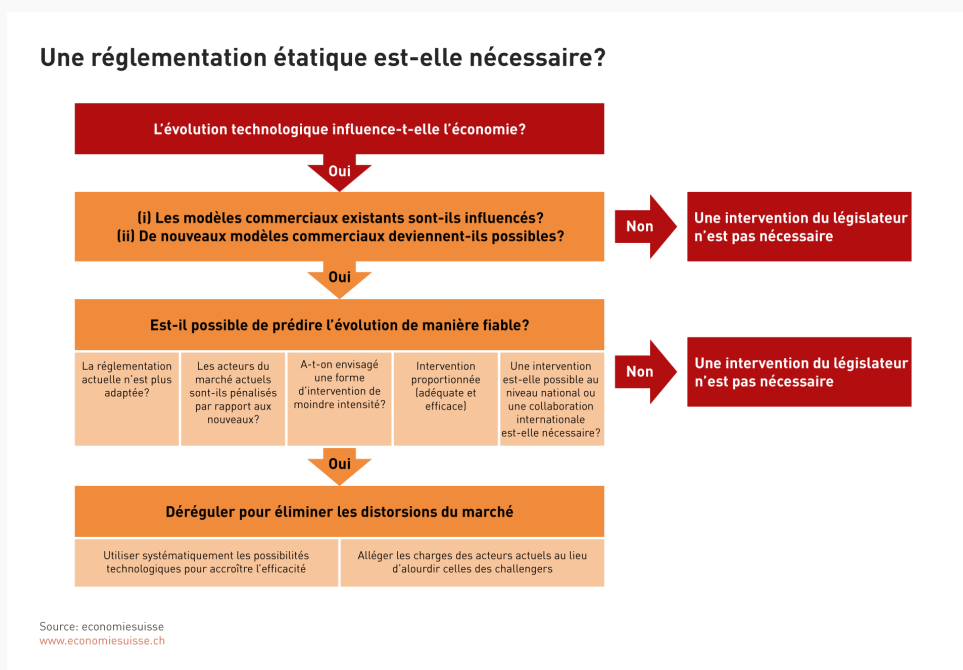 Une réglementation étatique est-elle nécessaire?
L'évolution technologique influence-t-elle l'économie?
Oui
(i) Les modèles commerciaux existants sont-ils influencés?
(ii) De nouveaux modèles commerciaux deviennent-ils possibles?
Non
Une intervention du législateur
n'est pas nécessaire
Oui
Est-il possible de prédire l'évolution de manière fiable?
La réglementation
actuelle n'est plus
adaptée?
Les acteurs du
marché actuels
sont-ils pénalisés
par rapport aux
nouveaux?
A-t-on envisagé
une forme
d'intervention de
moindre intensité?
Intervention
proportionnée
(adéquate et
efficace)
Une intervention
est-elle possible au
niveau national ou
une collaboration
internationale
est-elle nécessaire?
Non
Une intervention du législateur
n'est pas nécessaire
Oui
Déréguler pour éliminer les distorsions du marché
Utiliser systématiquement les possibilités
technologiques pour accroître l'efficacité
Alléger les charges des acteurs actuels au lieu
d'alourdir celles des challengers
Source: economiesuisse
www.economiesuisse.ch